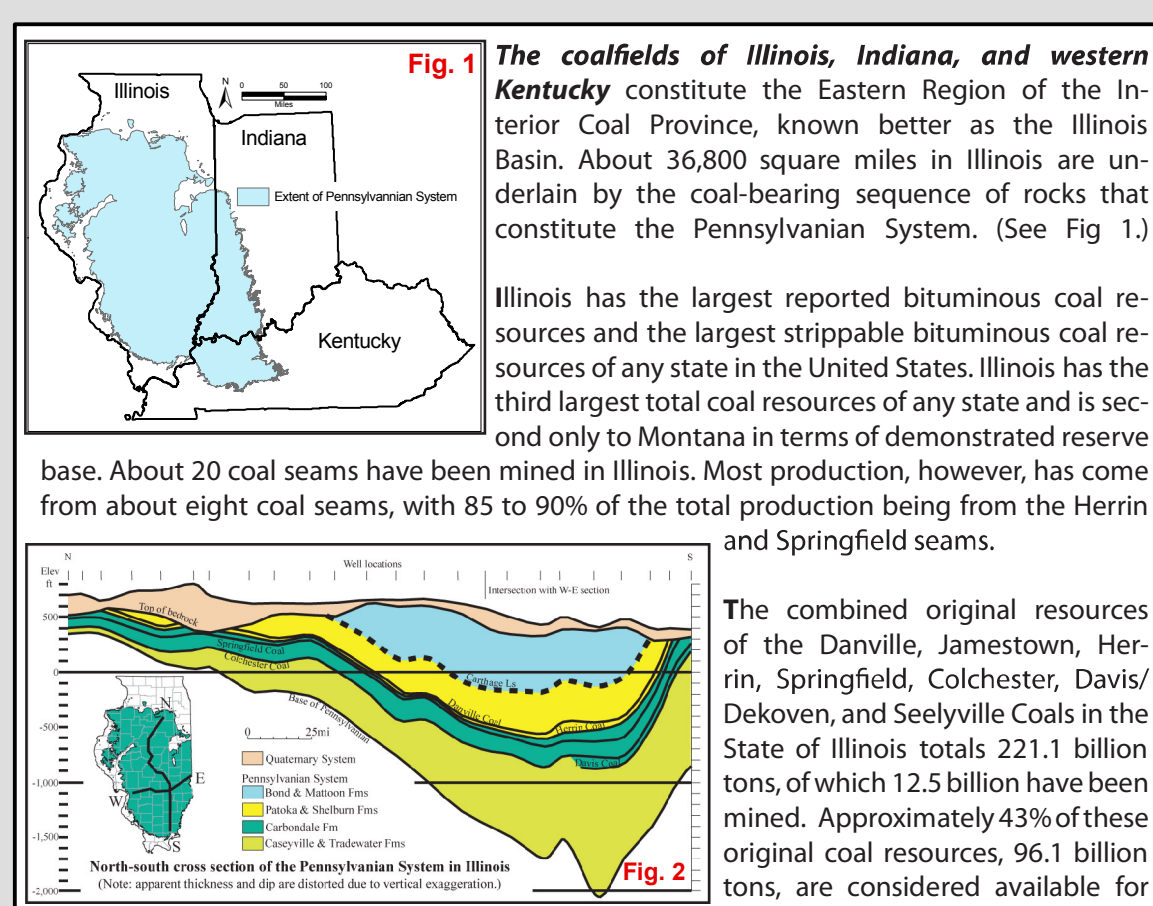 Fig. 1
Illinois
N
0 50 100
Miles
Indiana
Extent of Pennsylvannian System
Kentucky
The coalfields of Illinois, Indiana, and western
Kentucky constitute the Eastern Region of the In-
terior Coal Province, known better as the Illinois
Basin. About 36,800 square miles in Illinois are un-
derlain by the coal-bearing sequence of rocks that
constitute the Pennsylvanian System. (See Fig 1.)
Illinois has the largest reported bituminous coal re-
sources and the largest strippable bituminous coal re-
sources of any state in the United States. Illinois has the
third largest total coal resources of any state and is sec-
ond only to Montana in terms of demonstrated reserve
base. About 20 coal seams have been mined in Illinois. Most production, however, has come
from about eight coal seams, with 85 to 90% of the total production being from the Herrin
and Springfield seams.
N
S
Elev
ft
Well locations
Intersection with W-E section
500
0
-500
-1,000
-1,500
-2,000
Top of bedrock
Springfield Coal
Colchester Coal
Base of Pennsylvanian
Carthage Ls
Danville Coal
Herrin Coal
Davis Coal
N
E
W
S
0 25mi
Quaternary System
Pennsylvanian System
Bond & Mattoon Fms
Patoka & Shelburn Fms
Carbondale Fm
Caseyville & Tradewater Fms
North-south cross section of the Pennsylvanian System in Illinois
(Note: apparent thickness and dip are distorted due to vertical exaggeration.)
Fig. 2
The combined original resources
of the Danville, Jamestown, Her-
rin, Springfield, Colchester, Davis/
Dekoven, and Seelyville Coals in the
State of Illinois totals 221.1 billion
tons, of which 12.5 billion have been
mined. Approximately 43% of these
original coal resources, 96.1 billion
tons, are considered available for